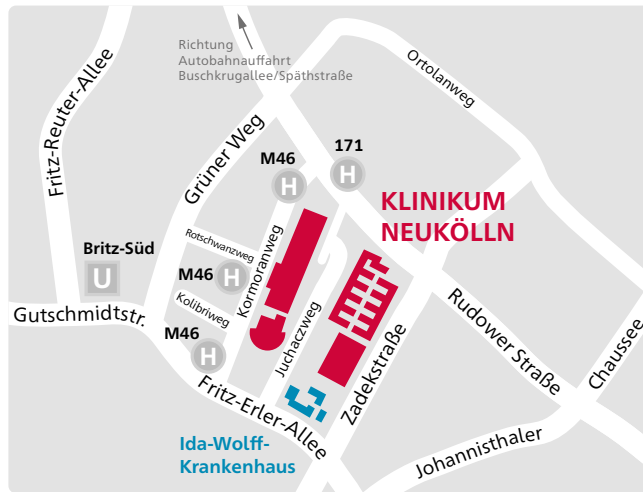 Richtung
Autobahnauffahrt
Buschkrugallee/Späthstraße
Ortolanweg
Fritz-Reuter-Allee
Grüner Weg
M46
H
171
H
KLINIKUM
NEUKÖLLN
Rotschwanzweg
Britz-Süd
U
M46
H
Kormoranweg
Kolibriweg
Gutschmidtstr.
M46
H
Juchaczweg
Rudower Straße
Zadekstraße
Chaussee
Fritz-Erler-Allee
Johannisthaler
Ida-Wolff-
Krankenhaus